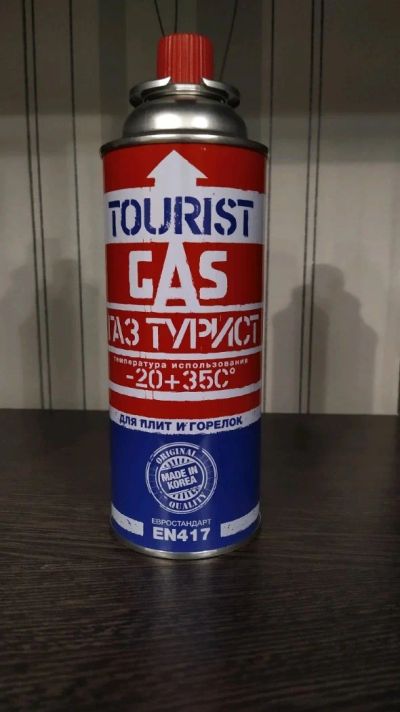 TOURIST
GAS
ГАЗ ТУРИСТ
температура использования
-20+35C°
ДЛЯ ПЛИТ И ГОРЕЛОК
ORIGINAL
MADE IN
KOREA
QUALITY
ЕВРОСТАНДАРТ
EN417